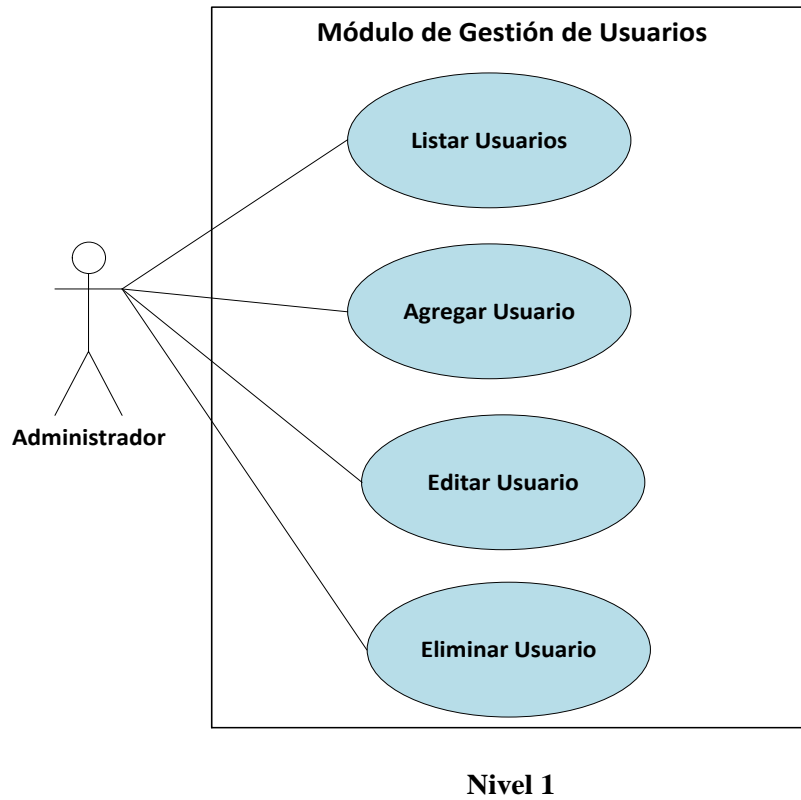 Módulo de Gestión de Usuarios
Listar Usuarios
Agregar Usuario
Administrador
Editar Usuario
Eliminar Usuario
Nivel 1